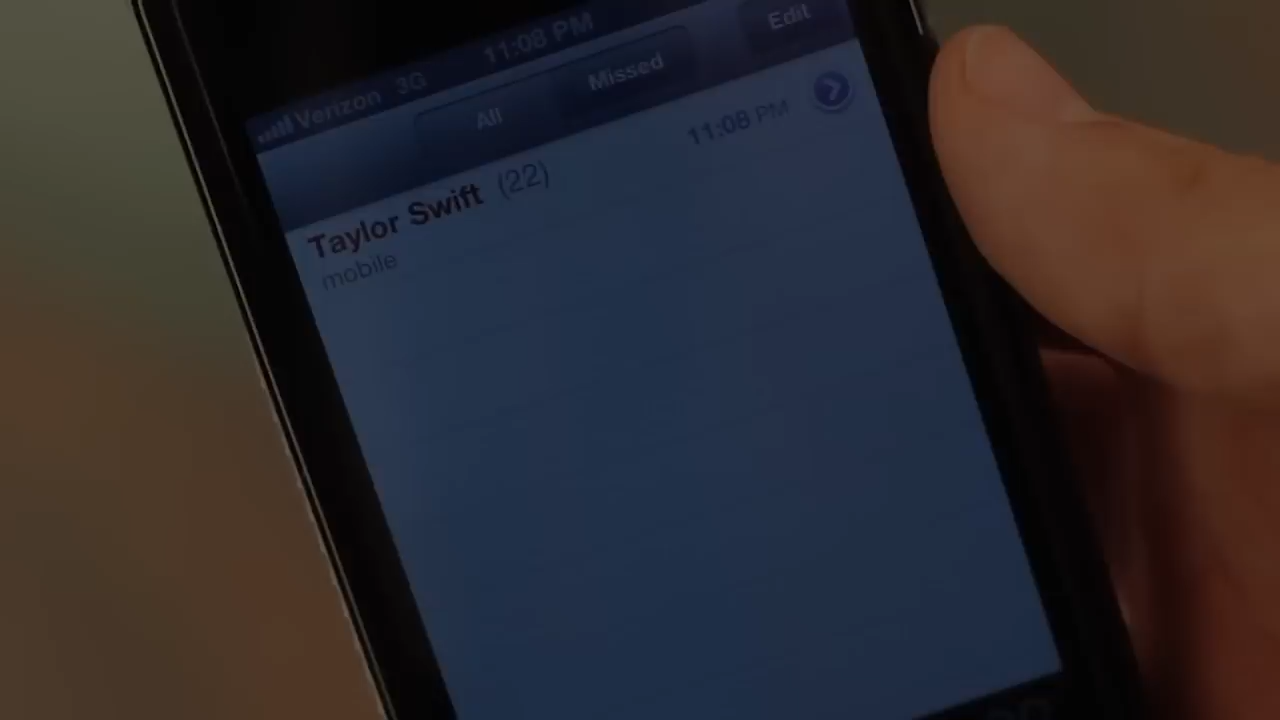 Verizon 3G 11:08 PM
All Missed Edit
Taylor Swift (22) 11:08 PM
mobile